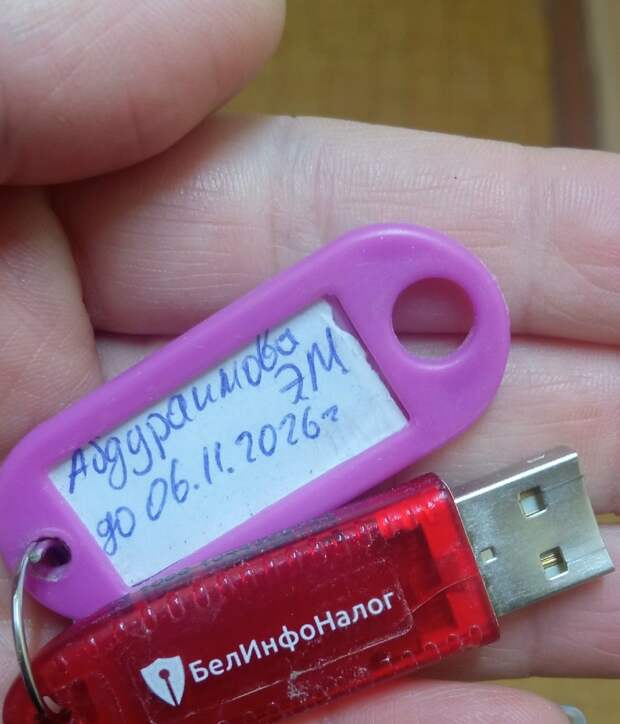 Абдураимова
ЭМ
до 06.11.2026г
БелИнфоНалог